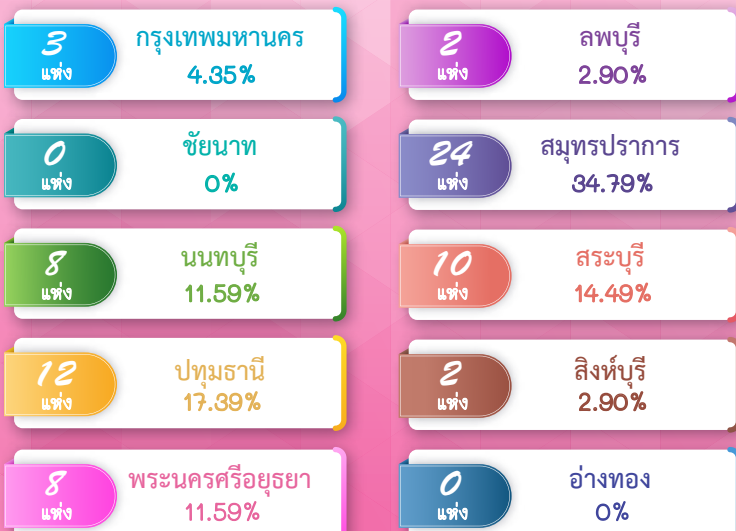 3
แห่ง
กรุงเทพมหานคร
4.35%
2
แห่ง
ลพบุรี
2.90%
0
แห่ง
ชัยนาท
0%
24
แห่ง
สมุทรปราการ
34.79%
8
แห่ง
นนทบุรี
11.59%
10
แห่ง
สระบุรี
14.49%
12
แห่ง
ปทุมธานี
17.39%
2
แห่ง
สิงห์บุรี
2.90%
8
แห่ง
พระนครศรีอยุธยา
11.59%
0
แห่ง
อ่างทอง
0%